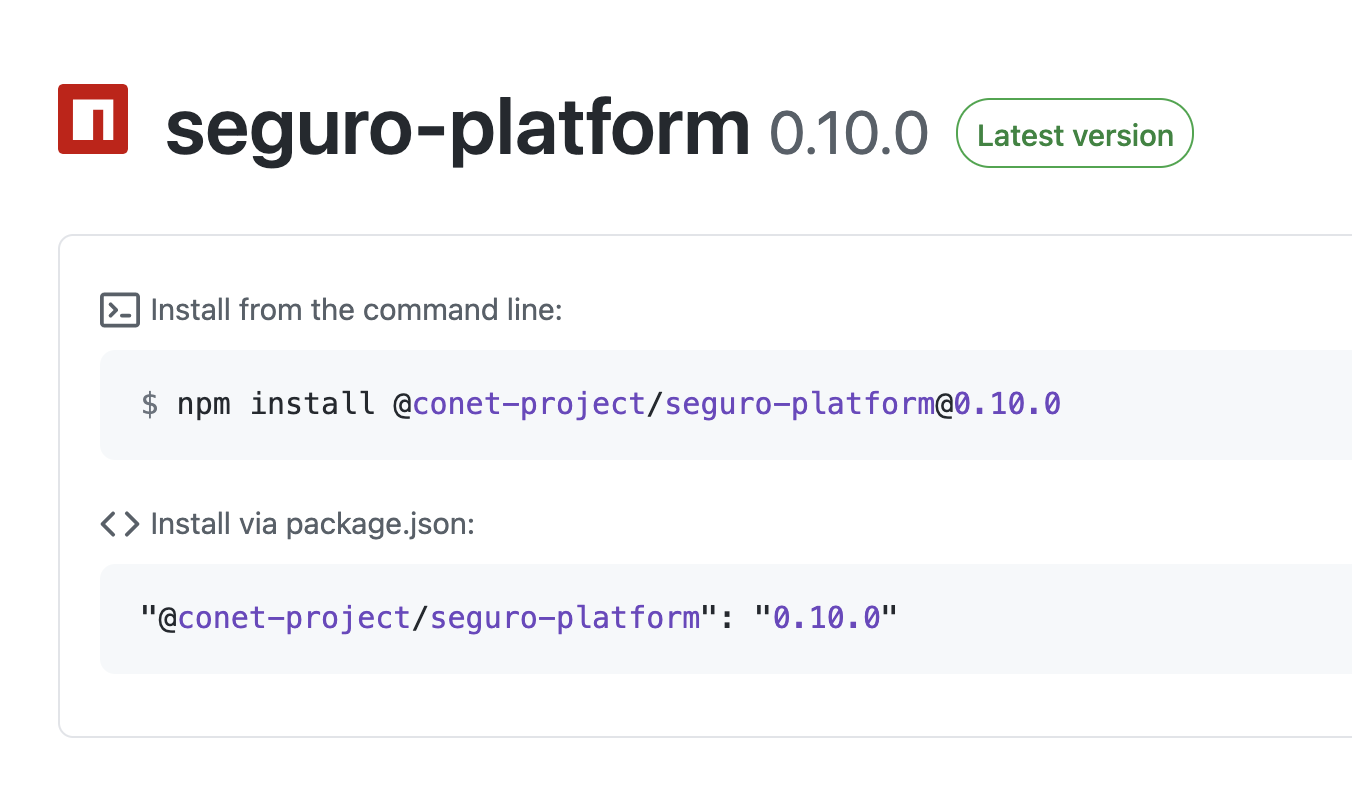 seguro-platform 0.10.0 Latest version
Install from the command line:
$ npm install @conet-project/seguro-platform@0.10.0
Install via package.json:
"@conet-project/seguro-platform": "0.10.0"